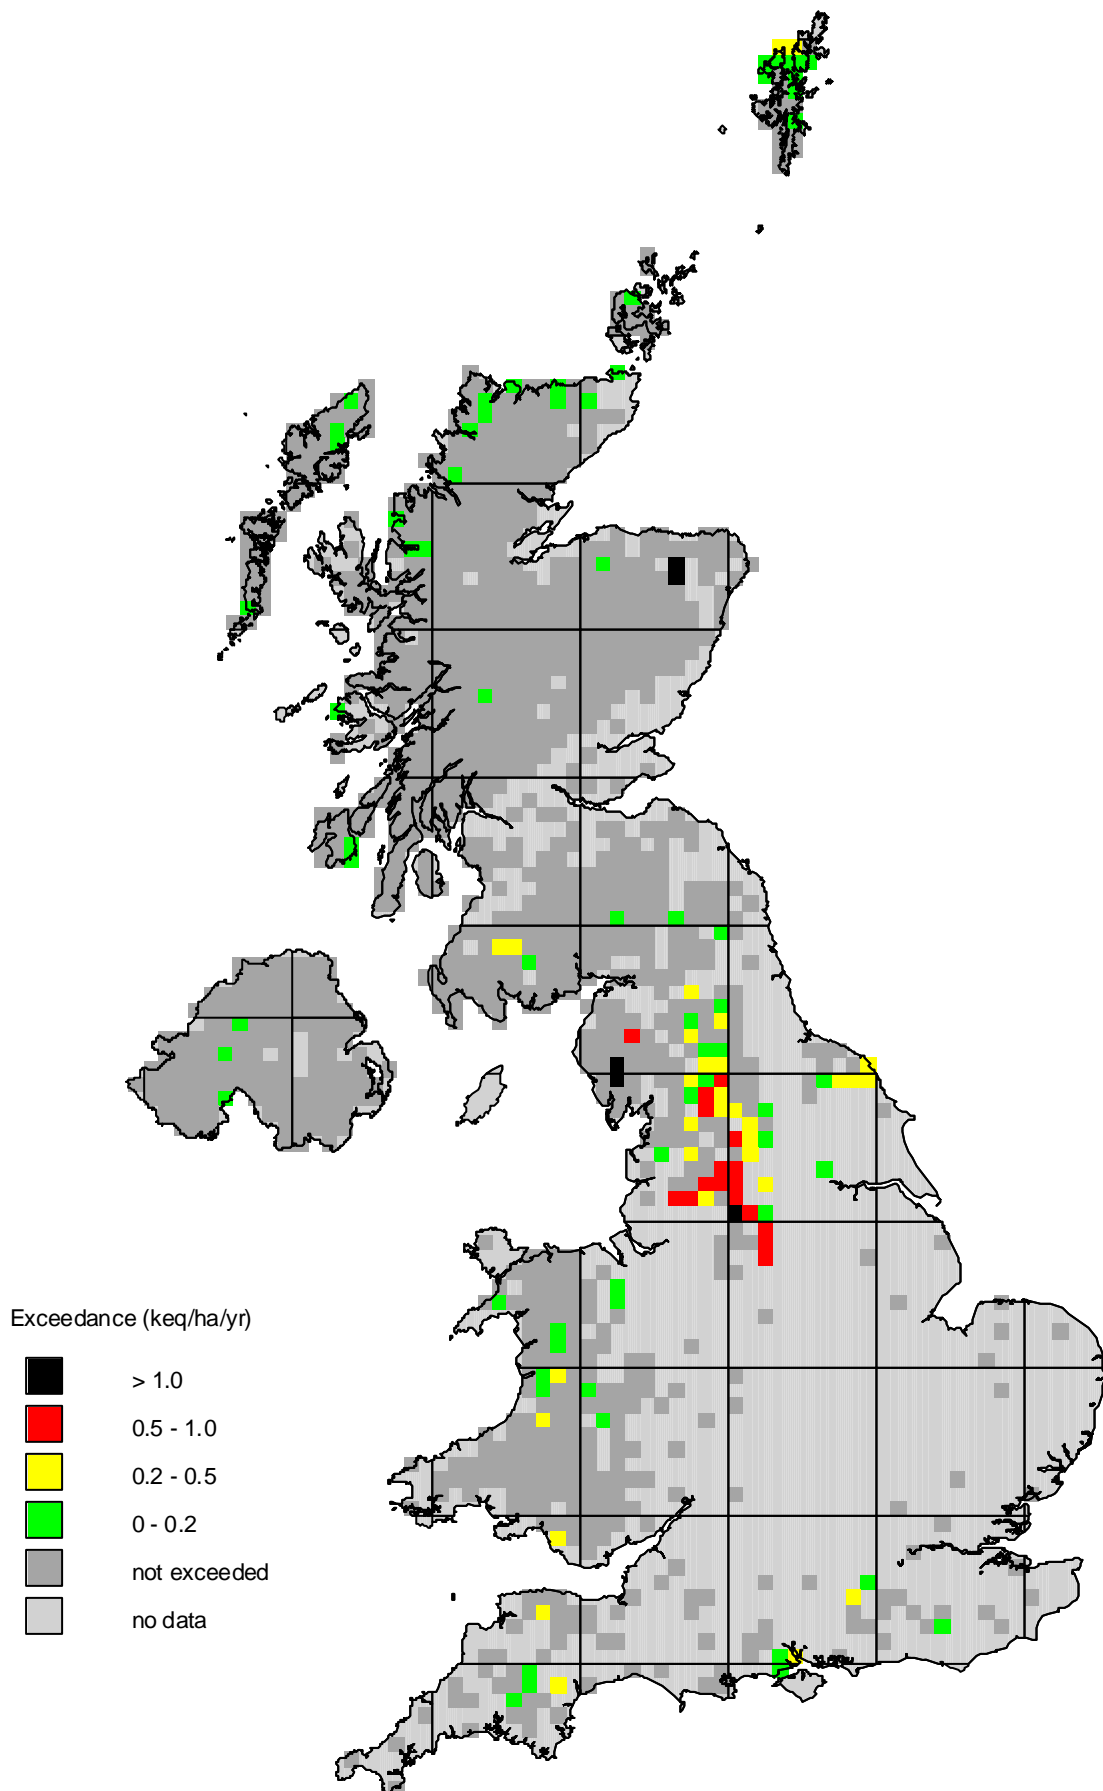 Exceedance (keq/ha/yr)
> 1.0
0.5 - 1.0
0.2 - 0.5
0 - 0.2
not exceeded
no data